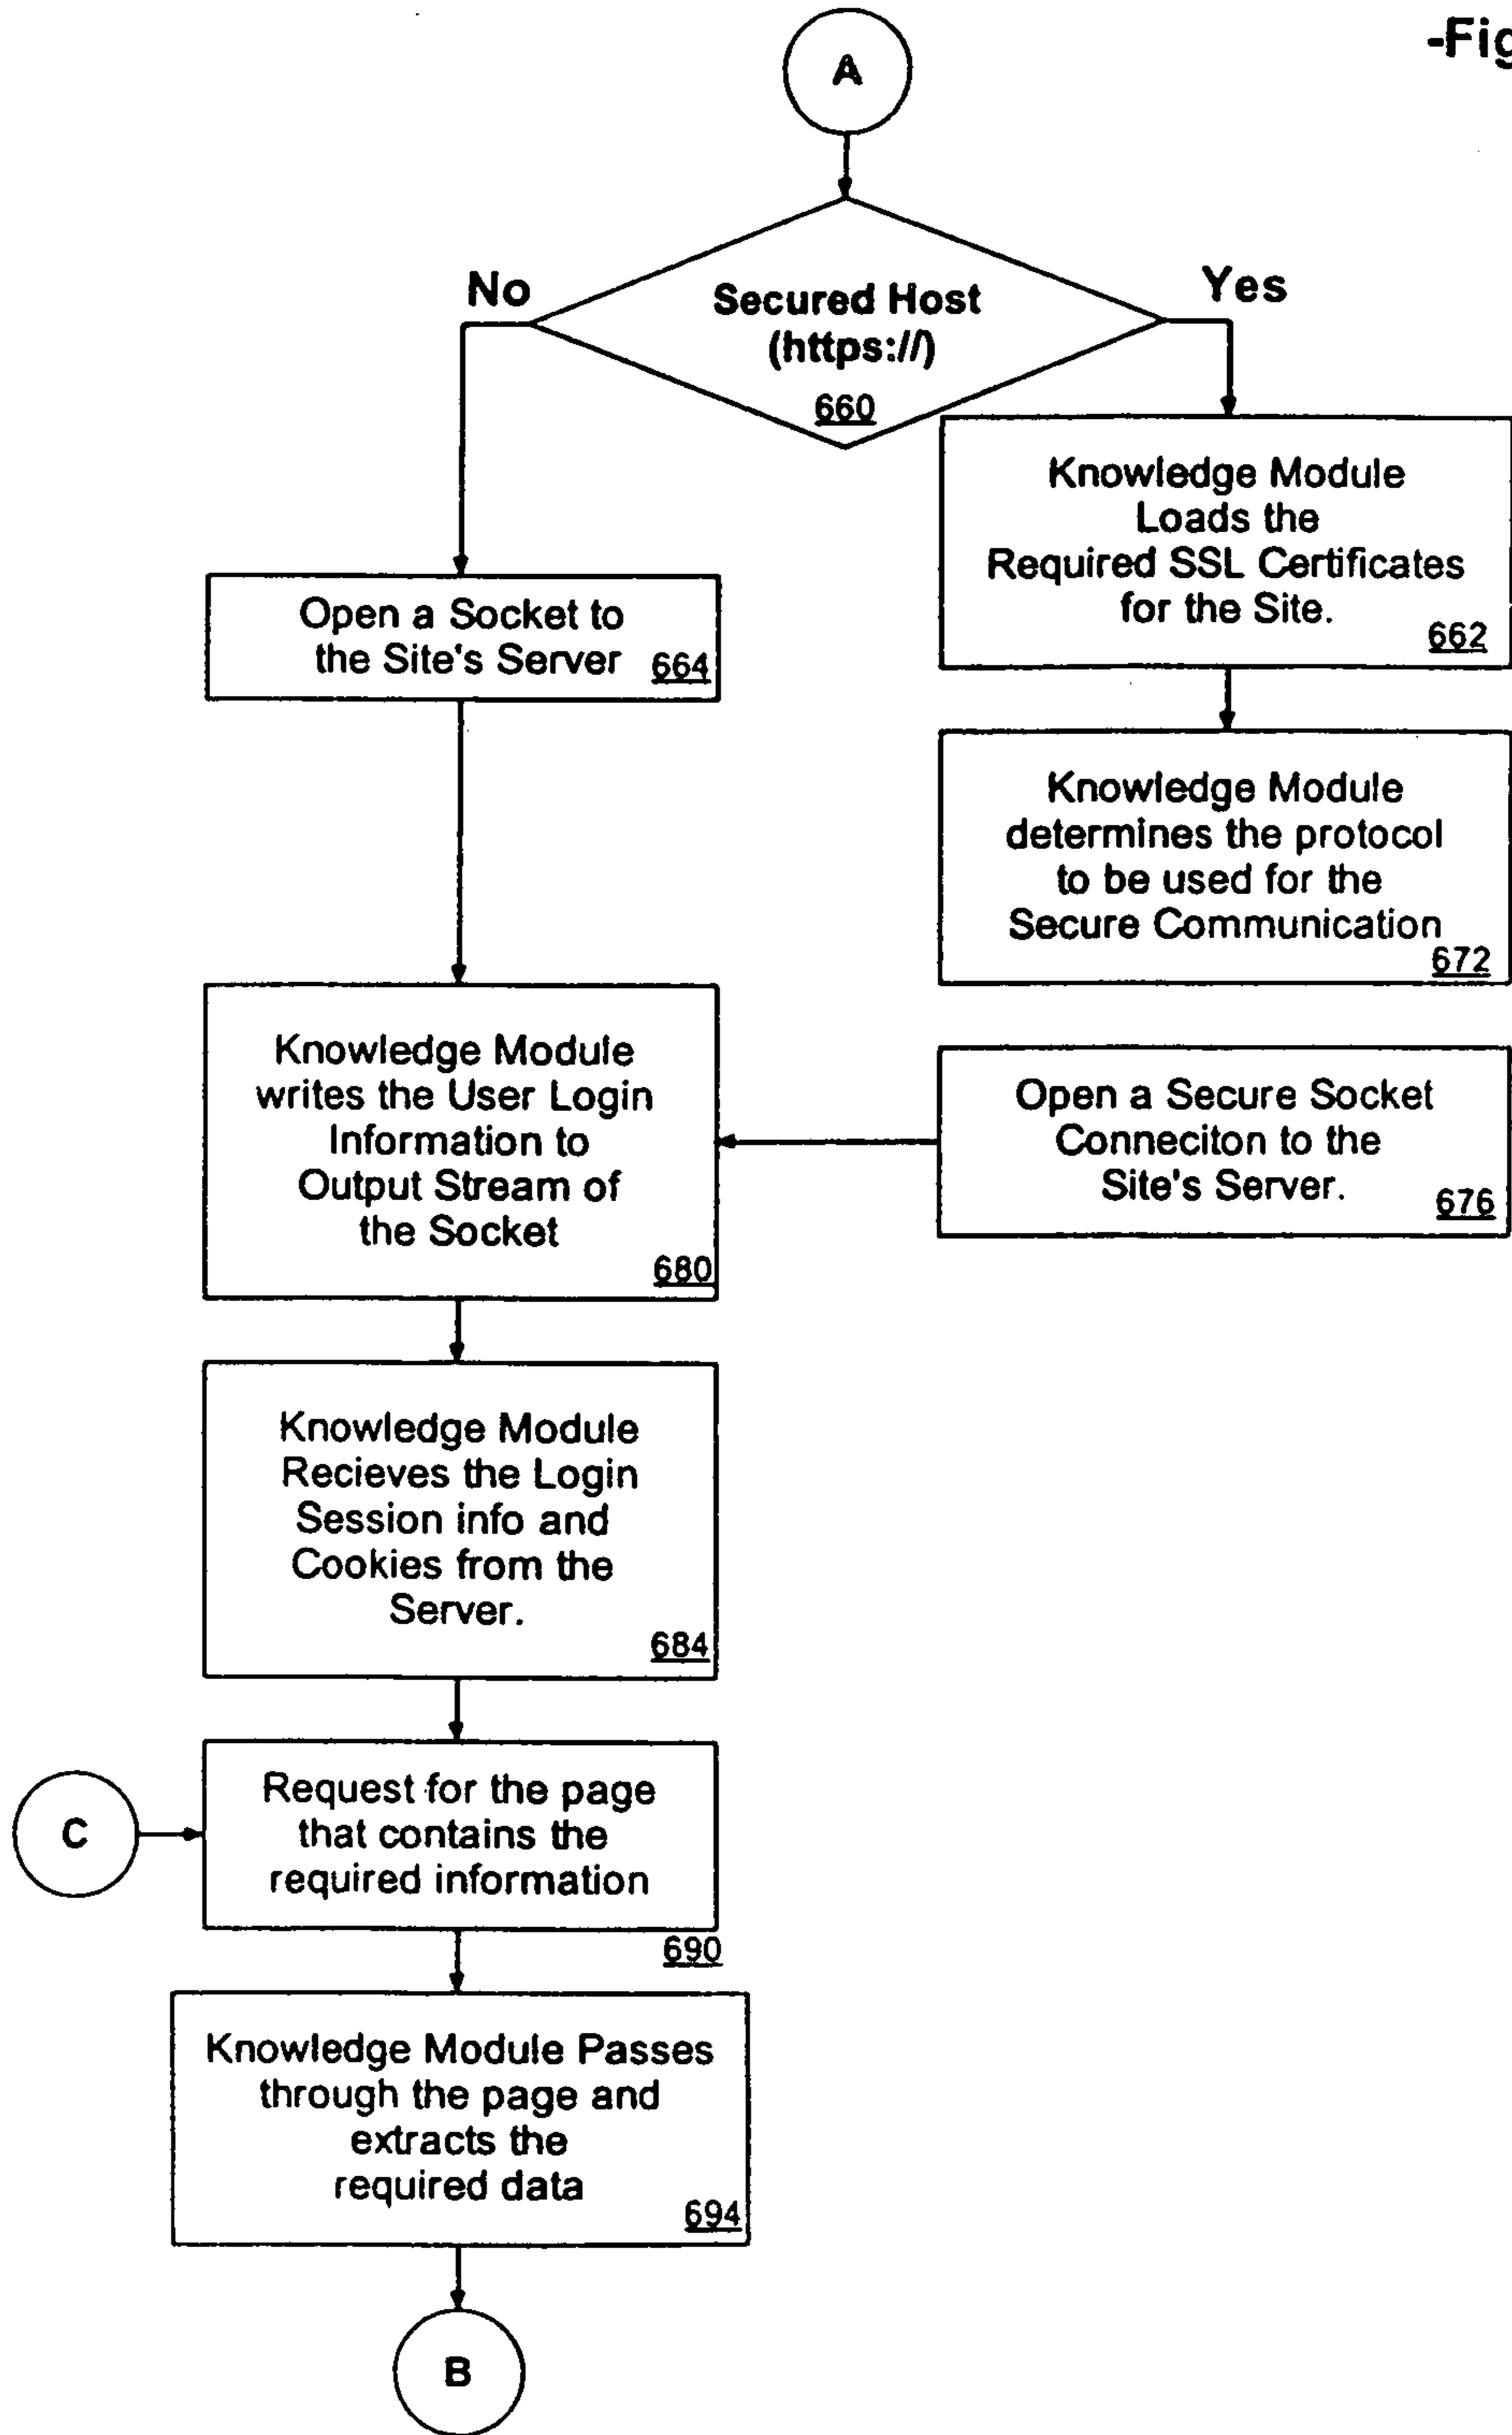 -Fig
A
No
Yes
Secured Host
(https://)
660
Knowledge Module
Loads the
Required SSL Certificates
for the Site.
662
Open a Socket to
the Site's Server
664
Knowledge Module
determines the protocol
to be used for the
Secure Communication
672
Knowledge Module
writes the User Login
Information to
Output Stream of
the Socket
680
Open a Secure Socket
Conneciton to the
Site's Server.
676
Knowledge Module
Recieves the Login
Session info and
Cookies from the
Server.
684
C
Request for the page
that contains the
required information
690
Knowledge Module Passes
through the page and
extracts the
required data
694
B